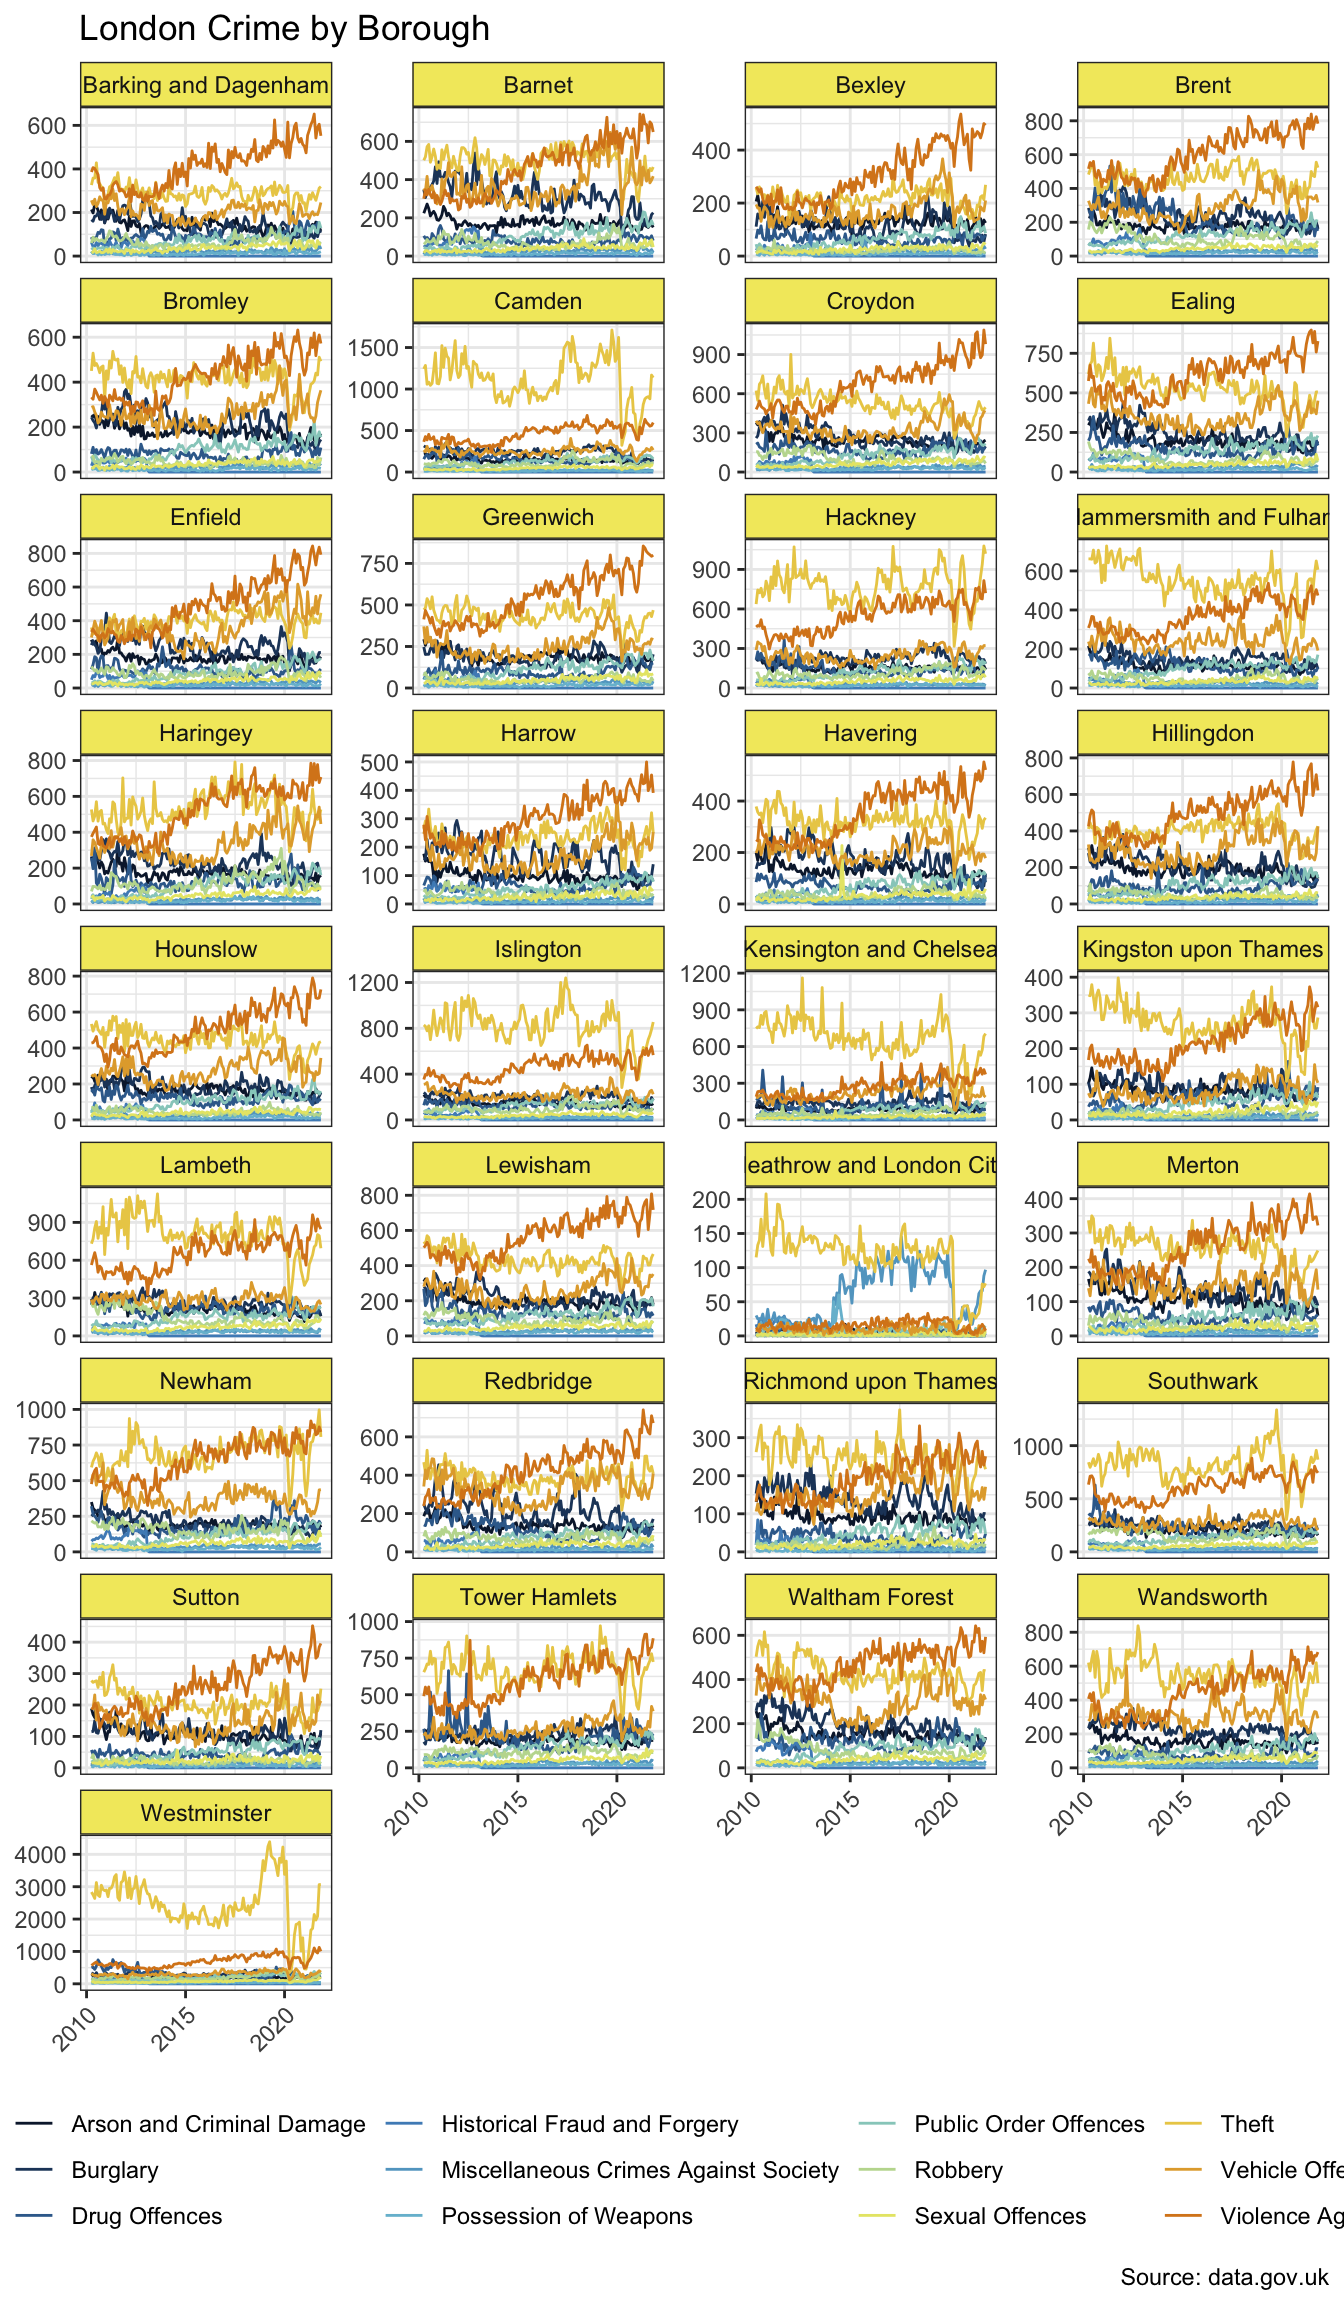 London Crime by Borough
Barking and Dagenham Barnet Bexley Brent
600 400 200 0
600 400 200 0
400 200 0
800 600 400 200 0
Bromley Camden Croydon Ealing
600 400 200 0
1500 1000 500 0
900 600 300 0
750 500 250 0
Enfield Greenwich Hackney Hammersmith and Fulham
800 600 400 200 0
750 500 250 0
900 600 300 0
600 400 200 0
Haringey Harrow Havering Hillingdon
800 600 400 200 0
500 400 300 200 100 0
400 200 0
800 600 400 200 0
Hounslow Islington Kensington and Chelsea Kingston upon Thames
800 600 400 200 0
1200 800 400 0
1200 900 600 300 0
400 300 200 100 0
Lambeth Lewisham eathrow and London Cit Merton
900 600 300 0
800 600 400 200 0
200 150 100 50 0
400 300 200 100 0
Newham Redbridge Richmond upon Thames Southwark
1000 750 500 250 0
600 400 200 0
300 200 100 0
1000 500 0
Sutton Tower Hamlets Waltham Forest Wandsworth
400 300 200 100 0
1000 750 500 250 0
600 400 200 0
800 600 400 200 0
2010 2015 2020
2010 2015 2020
2010 2015 2020
Westminster
4000 3000 2000 1000 0
2010 2015 2020
Arson and Criminal Damage Historical Fraud and Forgery Public Order Offences Theft
Burglary Miscellaneous Crimes Against Society Robbery Vehicle Offe
Drug Offences Possession of Weapons Sexual Offences Violence Ag
Source: data.gov.uk